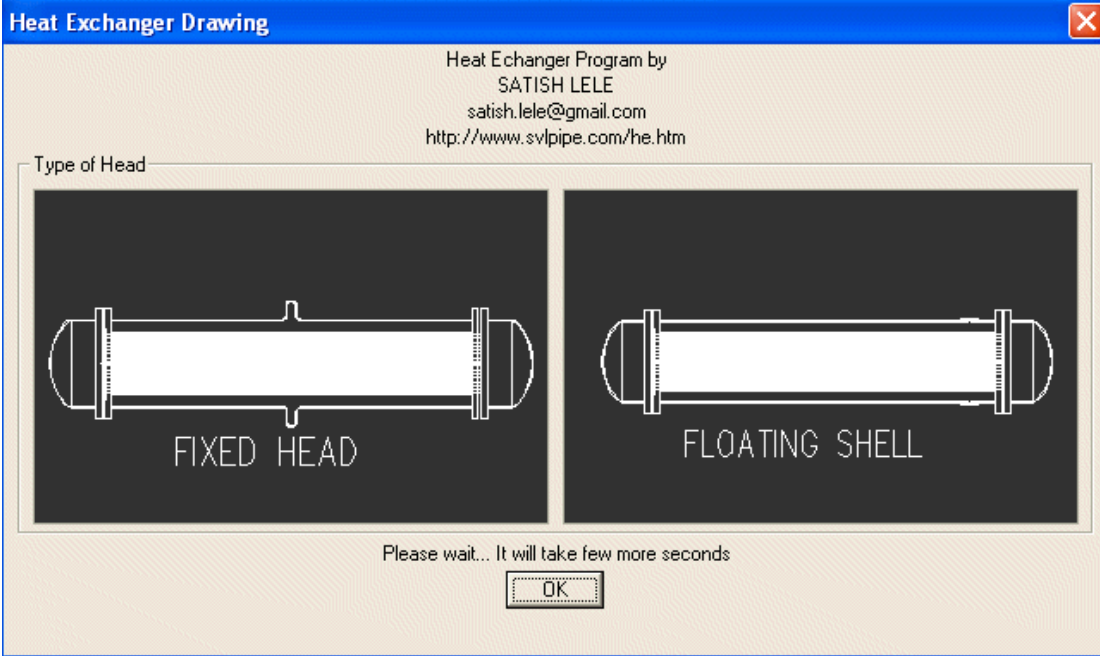 Heat Exchanger Drawing
Heat Echanger Program by
SATISH LELE
satish.lele@gmail.com
http://www.svlpipe.com/he.htm
Type of Head
FIXED HEAD
FLOATING SHELL
Please wait... It will take few more seconds
OK